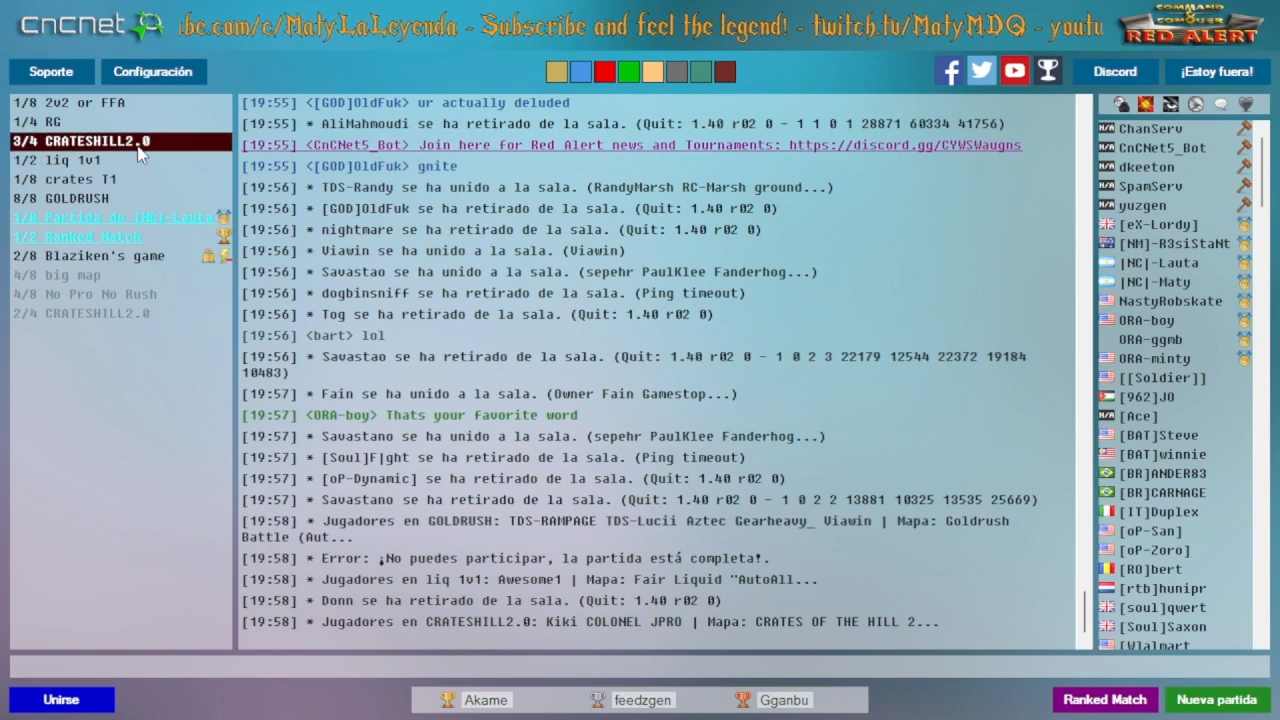 CnCNet be.com/c/MatyLaLeyenda - Subscribe and feel the legend! - twitch.tv/MatyMDQ - youtu COMMAND & CONQUER RED ALERT
Soporte Configuración Discord ¡Estoy fuera!
1/8 2v2 or FFA
1/4 RG
3/4 CRATESHILL2.0
1/2 liq 1v1
1/8 crates T1
8/8 GOLDRUSH
1/8 Partida de |NC|-Lauta
1/2 Ranked Match
2/8 Blaziken's game
4/8 big map
4/8 No Pro No Rush
2/4 CRATESHILL2.0
[19:55] <[GOD]OldFuk> ur actually deluded
[19:55] * AliMahmoudi se ha retirado de la sala. (Quit: 1.40 r02 0 - 1 1 0 1 28871 60334 41756)
[19:55] <CnCNet5_Bot> Join here for Red Alert news and Tournaments: https://discord.gg/CYWSWaugns
[19:56] <[GOD]OldFuk> gnite
[19:56] * TDS-Randy se ha unido a la sala. (RandyMarsh RC-Marsh ground...)
[19:56] * [GOD]OldFuk se ha retirado de la sala. (Quit: 1.40 r02 0)
[19:56] * nightmare se ha retirado de la sala. (Quit: 1.40 r02 0)
[19:56] * Viawin se ha unido a la sala. (Viawin)
[19:56] * Savastao se ha unido a la sala. (sepehr PaulKlee Fanderhog...)
[19:56] * dogbinsniff se ha retirado de la sala. (Ping timeout)
[19:56] * Tog se ha retirado de la sala. (Quit: 1.40 r02 0)
[19:56] <bart> lol
[19:56] * Savastao se ha retirado de la sala. (Quit: 1.40 r02 0 - 1 0 2 3 22179 12544 22372 19184
10483)
[19:57] * Fain se ha unido a la sala. (Owner Fain Gamestop...)
[19:57] <ORA-boy> Thats your favorite word
[19:57] * Savastano se ha unido a la sala. (sepehr PaulKlee Fanderhog...)
[19:57] * [Soul]F|ght se ha retirado de la sala. (Ping timeout)
[19:57] * [oP-Dynamic] se ha retirado de la sala. (Quit: 1.40 r02 0)
[19:57] * Savastano se ha retirado de la sala. (Quit: 1.40 r02 0 - 1 0 2 2 13881 10325 13535 25669)
[19:58] * Jugadores en GOLDRUSH: TDS-RAMPAGE TDS-Lucii Aztec Gearheavy_ Viawin | Mapa: Goldrush
Battle (Aut...
[19:58] * Error: ¡No puedes participar, la partida está completa!.
[19:58] * Jugadores en liq 1v1: Awesome1 | Mapa: Fair Liquid "AutoAll...
[19:58] * Donn se ha retirado de la sala. (Quit: 1.40 r02 0)
[19:58] * Jugadores en CRATESHILL2.0: Kiki COLONEL JPRO | Mapa: CRATES OF THE HILL 2...
N/A ChanServ
N/A CnCNet5_Bot
N/A dkeeton
N/A SpamServ
N/A yuzgen
[eX-Lordy]
[NM]-R3siStaNt
|NC|-Lauta
|NC|-Maty
NastyRobskate
ORA-boy
ORA-ggmb
ORA-minty
[[Soldier]]
[962]JO
N/A [Ace]
[BAT]Steve
[BAT]winnie
[BR]ANDER83
[BR]CARNAGE
[IT]Duplex
[oP-San]
[oP-Zoro]
[RO]bert
[rtb]hunipr
[soul]qwert
[Soul]Saxon
[Wlalmart
Unirse Akame feedzgen Gganbu Ranked Match Nueva partida